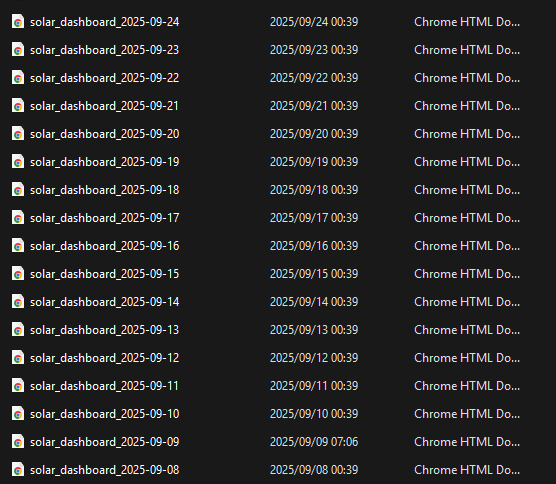 solar_dashboard_2025-09-24 2025/09/24 00:39 Chrome HTML Do...
solar_dashboard_2025-09-23 2025/09/23 00:39 Chrome HTML Do...
solar_dashboard_2025-09-22 2025/09/22 00:39 Chrome HTML Do...
solar_dashboard_2025-09-21 2025/09/21 00:39 Chrome HTML Do...
solar_dashboard_2025-09-20 2025/09/20 00:39 Chrome HTML Do...
solar_dashboard_2025-09-19 2025/09/19 00:39 Chrome HTML Do...
solar_dashboard_2025-09-18 2025/09/18 00:39 Chrome HTML Do...
solar_dashboard_2025-09-17 2025/09/17 00:39 Chrome HTML Do...
solar_dashboard_2025-09-16 2025/09/16 00:39 Chrome HTML Do...
solar_dashboard_2025-09-15 2025/09/15 00:39 Chrome HTML Do...
solar_dashboard_2025-09-14 2025/09/14 00:39 Chrome HTML Do...
solar_dashboard_2025-09-13 2025/09/13 00:39 Chrome HTML Do...
solar_dashboard_2025-09-12 2025/09/12 00:39 Chrome HTML Do...
solar_dashboard_2025-09-11 2025/09/11 00:39 Chrome HTML Do...
solar_dashboard_2025-09-10 2025/09/10 00:39 Chrome HTML Do...
solar_dashboard_2025-09-09 2025/09/09 07:06 Chrome HTML Do...
solar_dashboard_2025-09-08 2025/09/08 00:39 Chrome HTML Do...